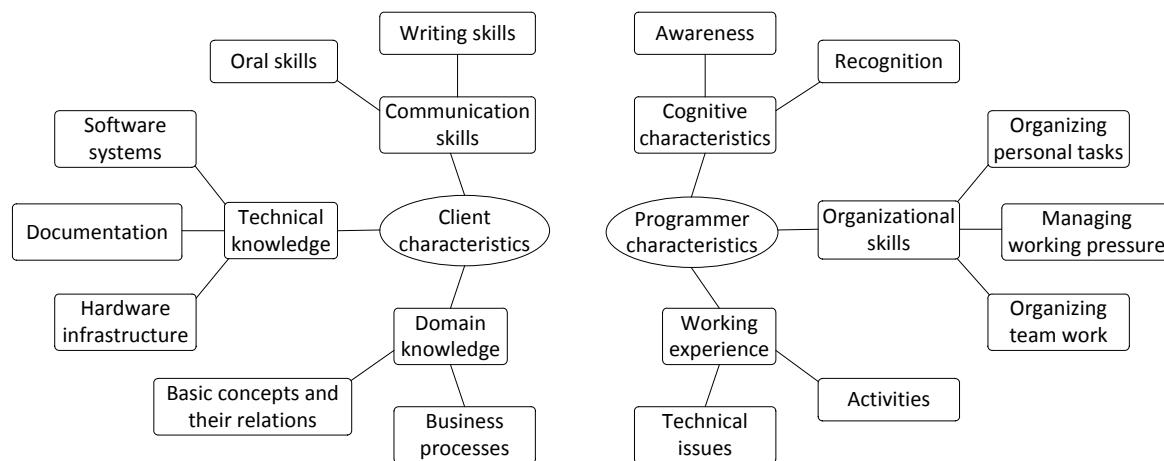 Writing skills
Oral skills
Communication
skills
Software
systems
Documentation
Technical
knowledge
Client
characteristics
Hardware
infrastructure
Domain
knowledge
Basic concepts and
their relations
Business
processes
Awareness
Recognition
Cognitive
characteristics
Organizing
personal tasks
Programmer
characteristics
Organizational
skills
Managing
working pressure
Organizing
team work
Working
experience
Activities
Technical
issues